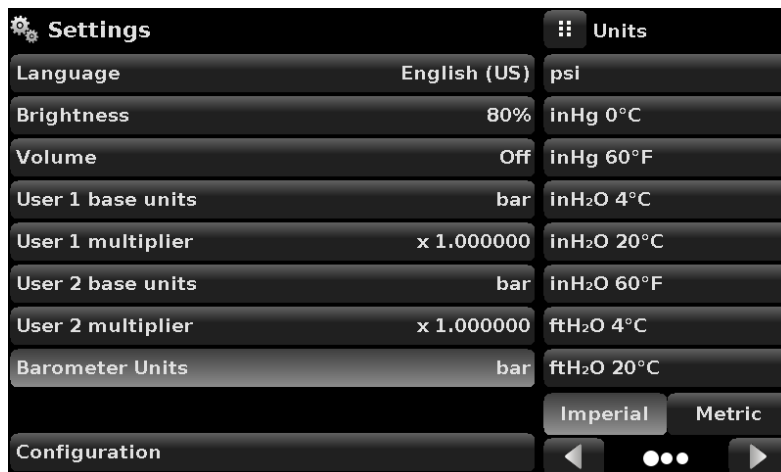 Settings
Language English (US)
Brightness 80%
Volume Off
User 1 base units bar
User 1 multiplier x 1.000000
User 2 base units bar
User 2 multiplier x 1.000000
Barometer Units bar
Configuration
Units
psi
inHg 0°C
inHg 60°F
inH₂O 4°C
inH₂O 20°C
inH₂O 60°F
ftH₂O 4°C
ftH₂O 20°C
Imperial Metric